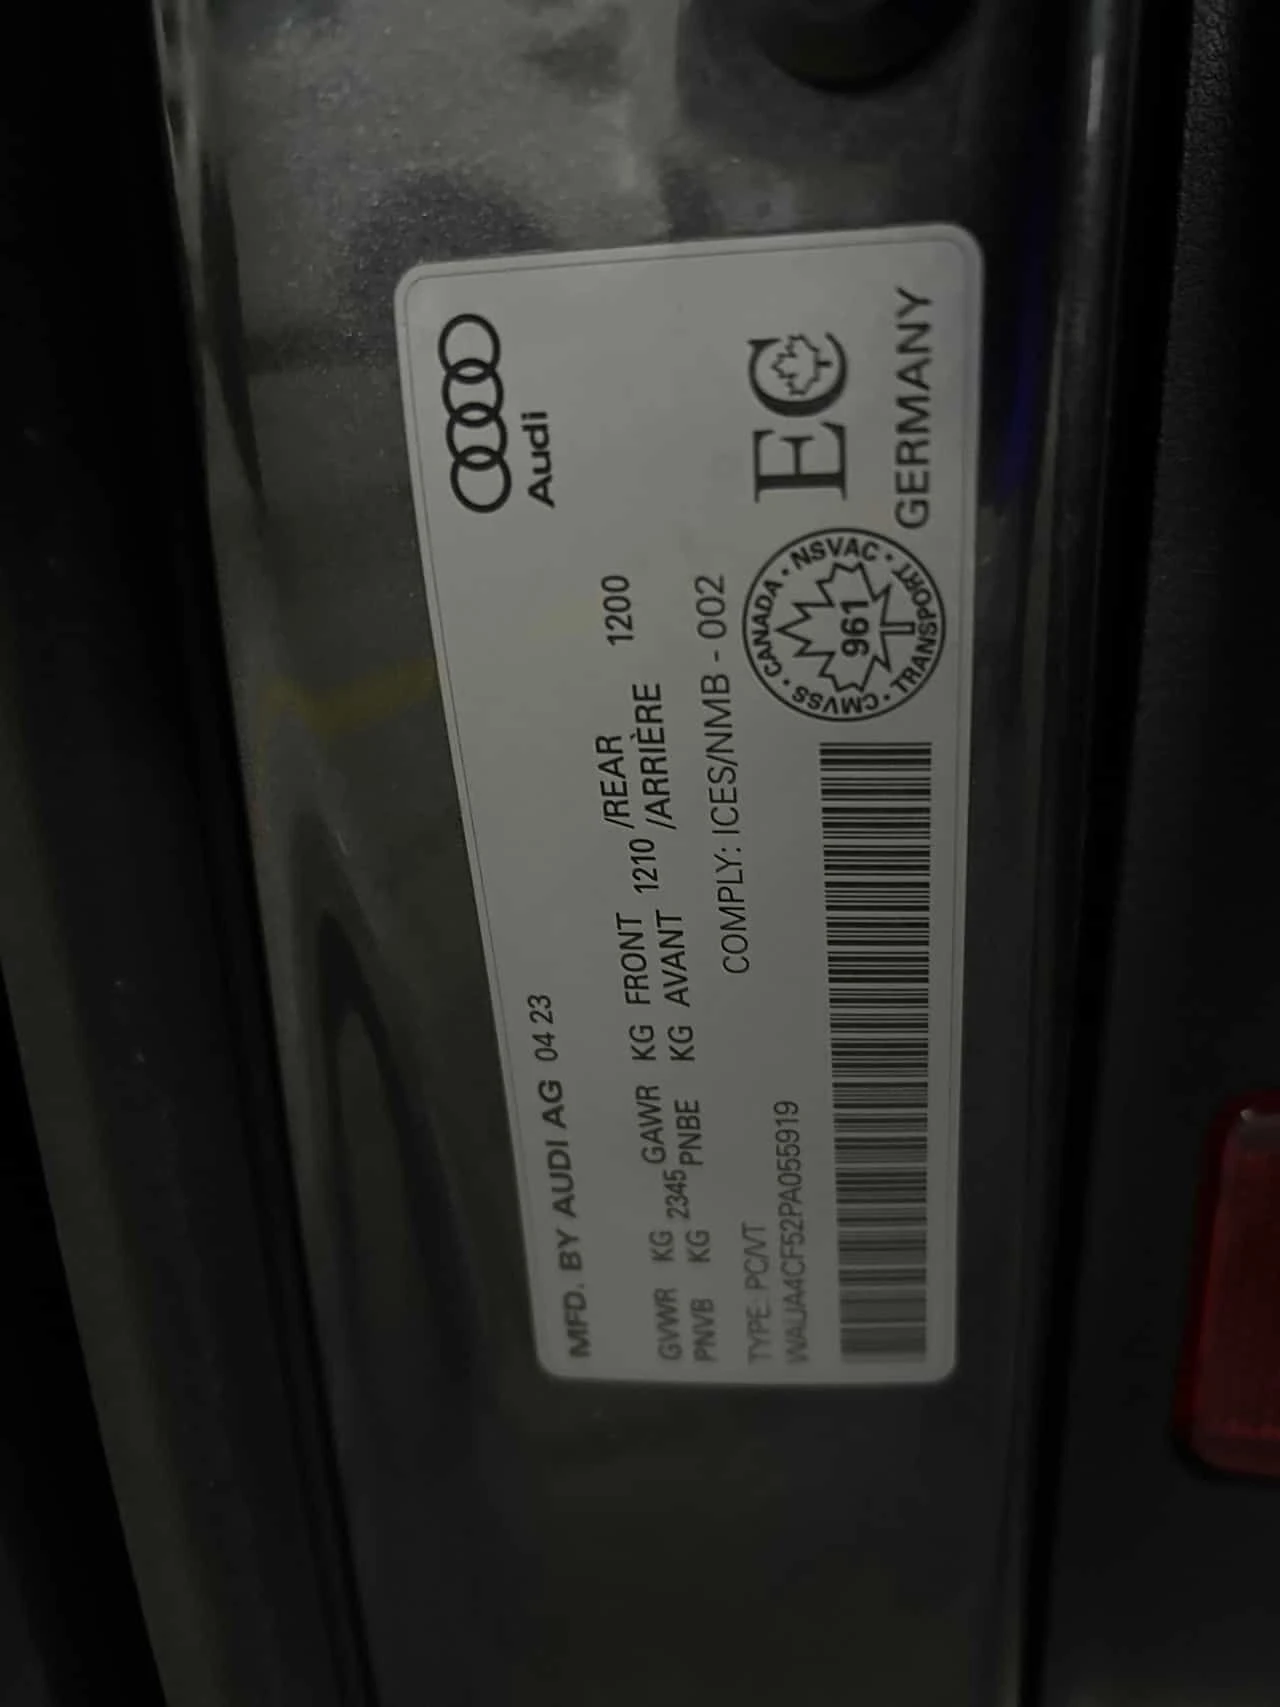 Audi
MFD. BY AUDI AG 04 23
GVWR KG 2345 GAWR KG FRONT 1210 /REAR 1200
PNVB KG PNBE KG AVANT /ARRIÈRE
COMPLY: ICES/NMB - 002
TYPE: PC/VT
WAUA4CF52PA055919
CANADA · NSVAC · TRANSPORT · CMVSS ·
961
EC
GERMANY